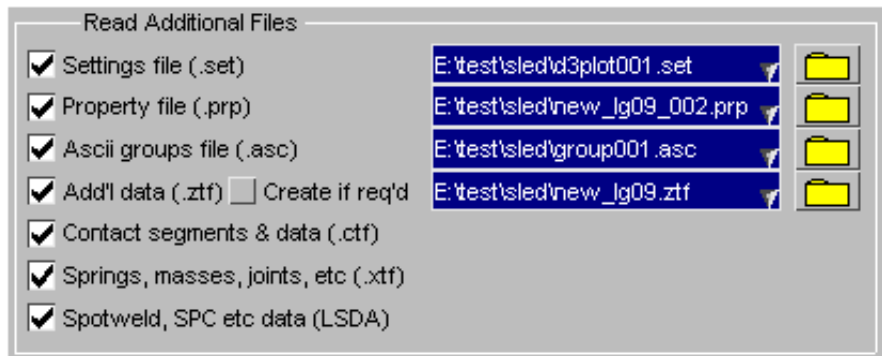 Read Additional Files
Settings file (.set) E:\test\sled\d3plot001.set
Property file (.prp) E:\test\sled\new_lg09_002.prp
Ascii groups file (.asc) E:\test\sled\group001.asc
Add'l data (.ztf) Create if req'd E:\test\sled\new_lg09.ztf
Contact segments & data (.ctf)
Springs, masses, joints, etc (.xtf)
Spotweld, SPC etc data (LSDA)